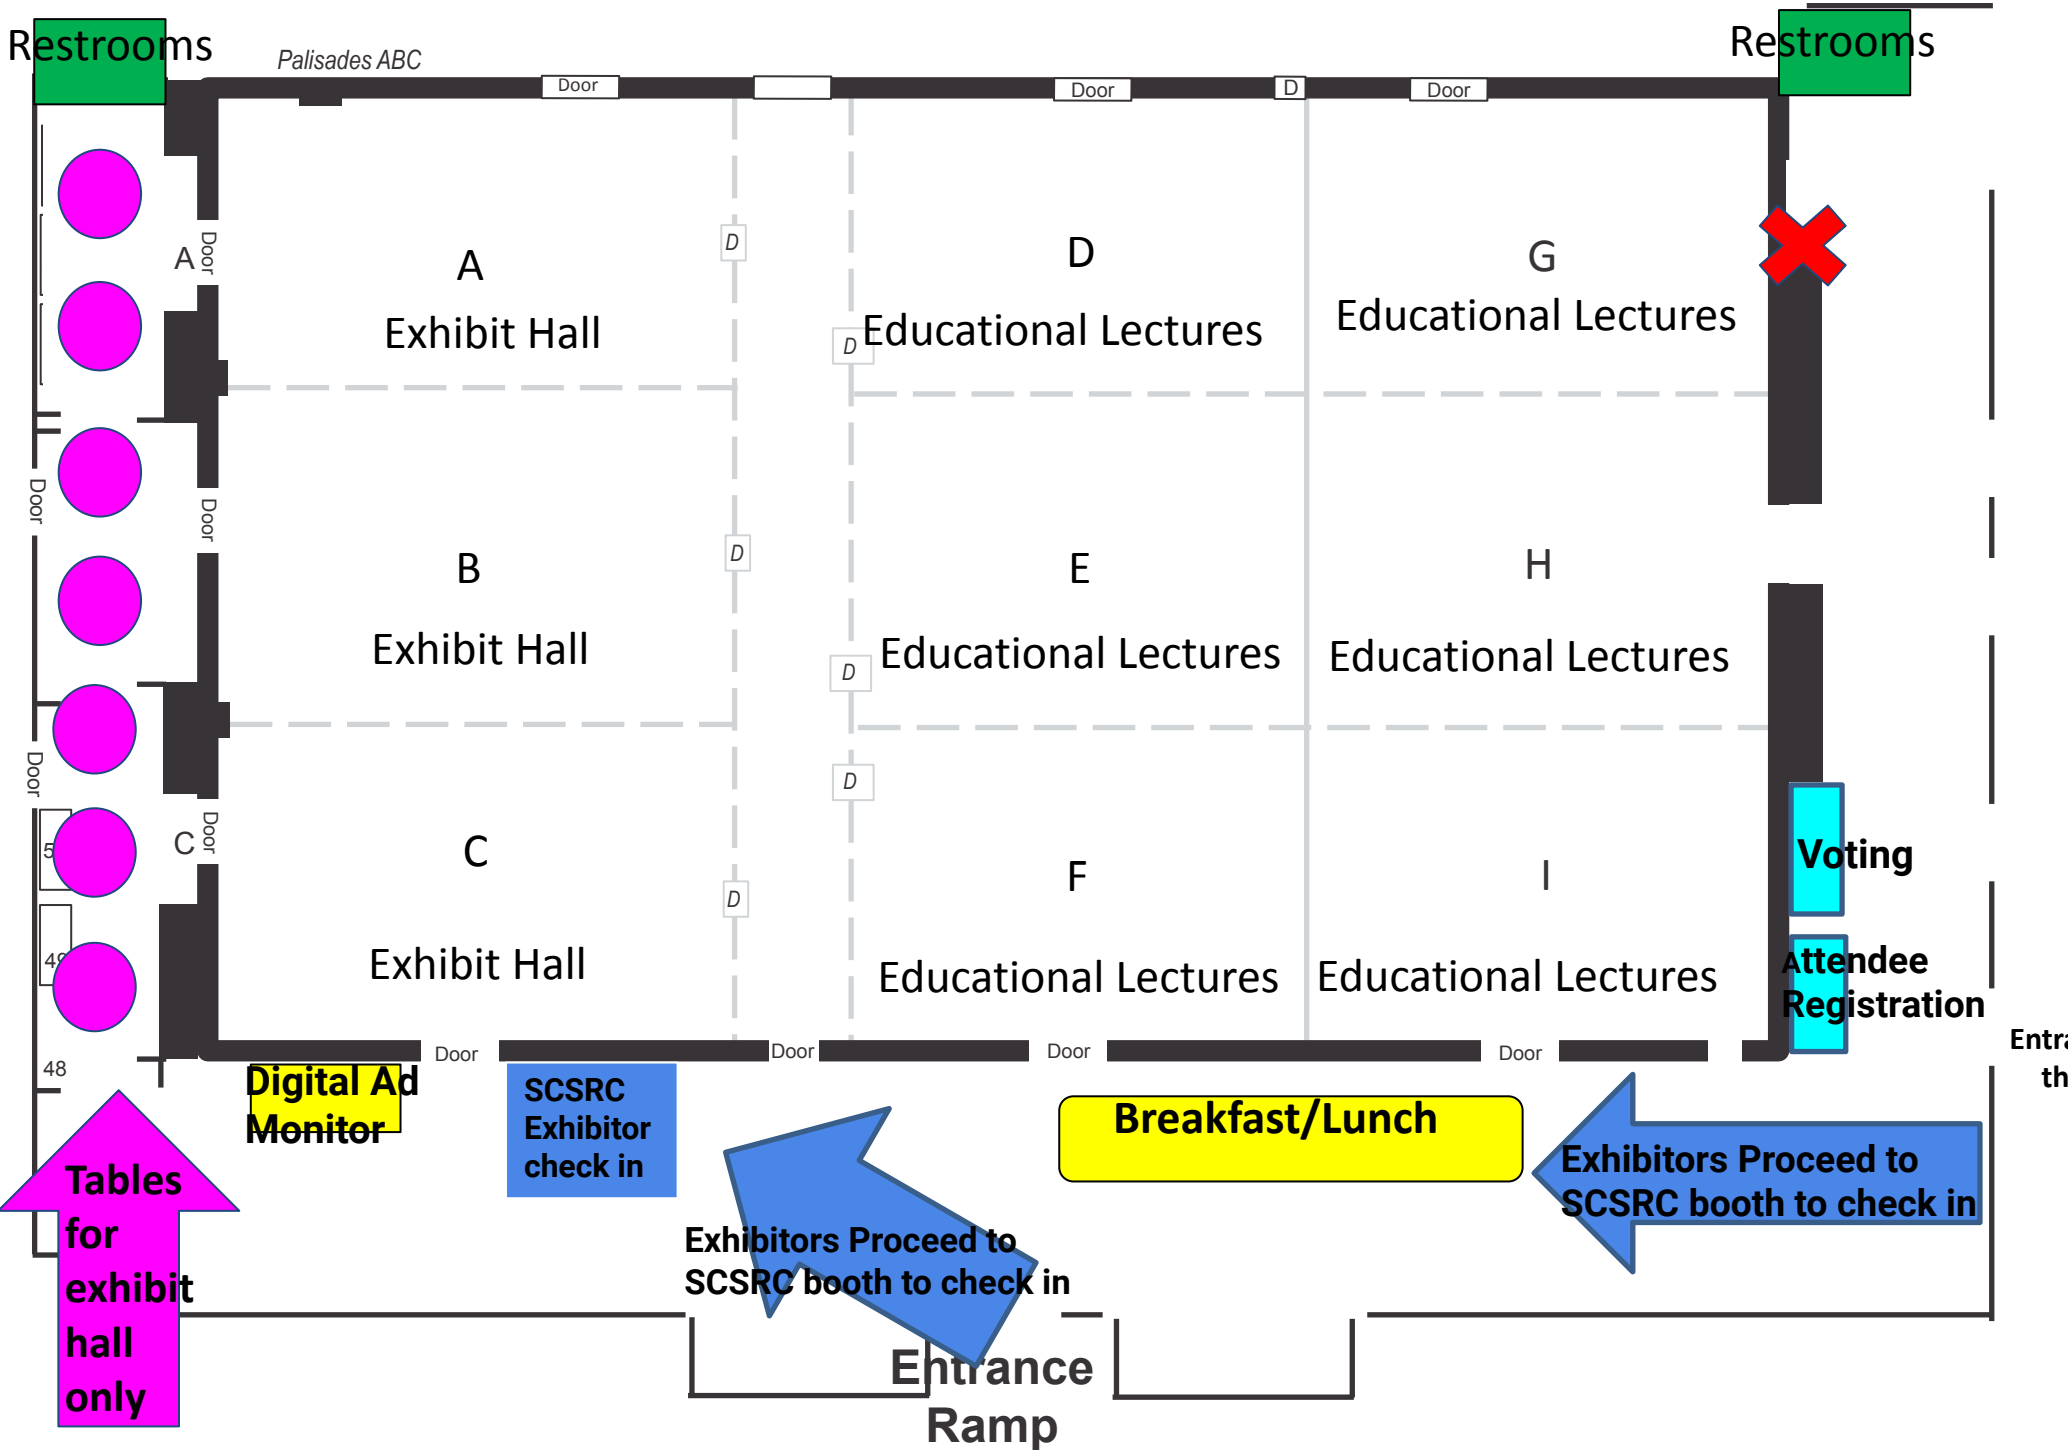 Restrooms
Restrooms
Palisades ABC
Door
Door
D
Door
A
Door
A
Exhibit Hall
D
D
D
Educational Lectures
G
Educational Lectures
Door
Door
B
Exhibit Hall
D
E
Educational Lectures
D
H
Educational Lectures
Door
C
Door
C
Exhibit Hall
D
D
F
Educational Lectures
I
Educational Lectures
Voting
Attendee
Registration
48
Door
Door
Door
Door
Digital Ad
Monitor
SCSRC
Exhibitor
check in
Breakfast/Lunch
Exhibitors Proceed to
SCSRC booth to check in
Exhibitors Proceed to
SCSRC booth to check in
Tables
for
exhibit
hall
only
Entrance
Ramp